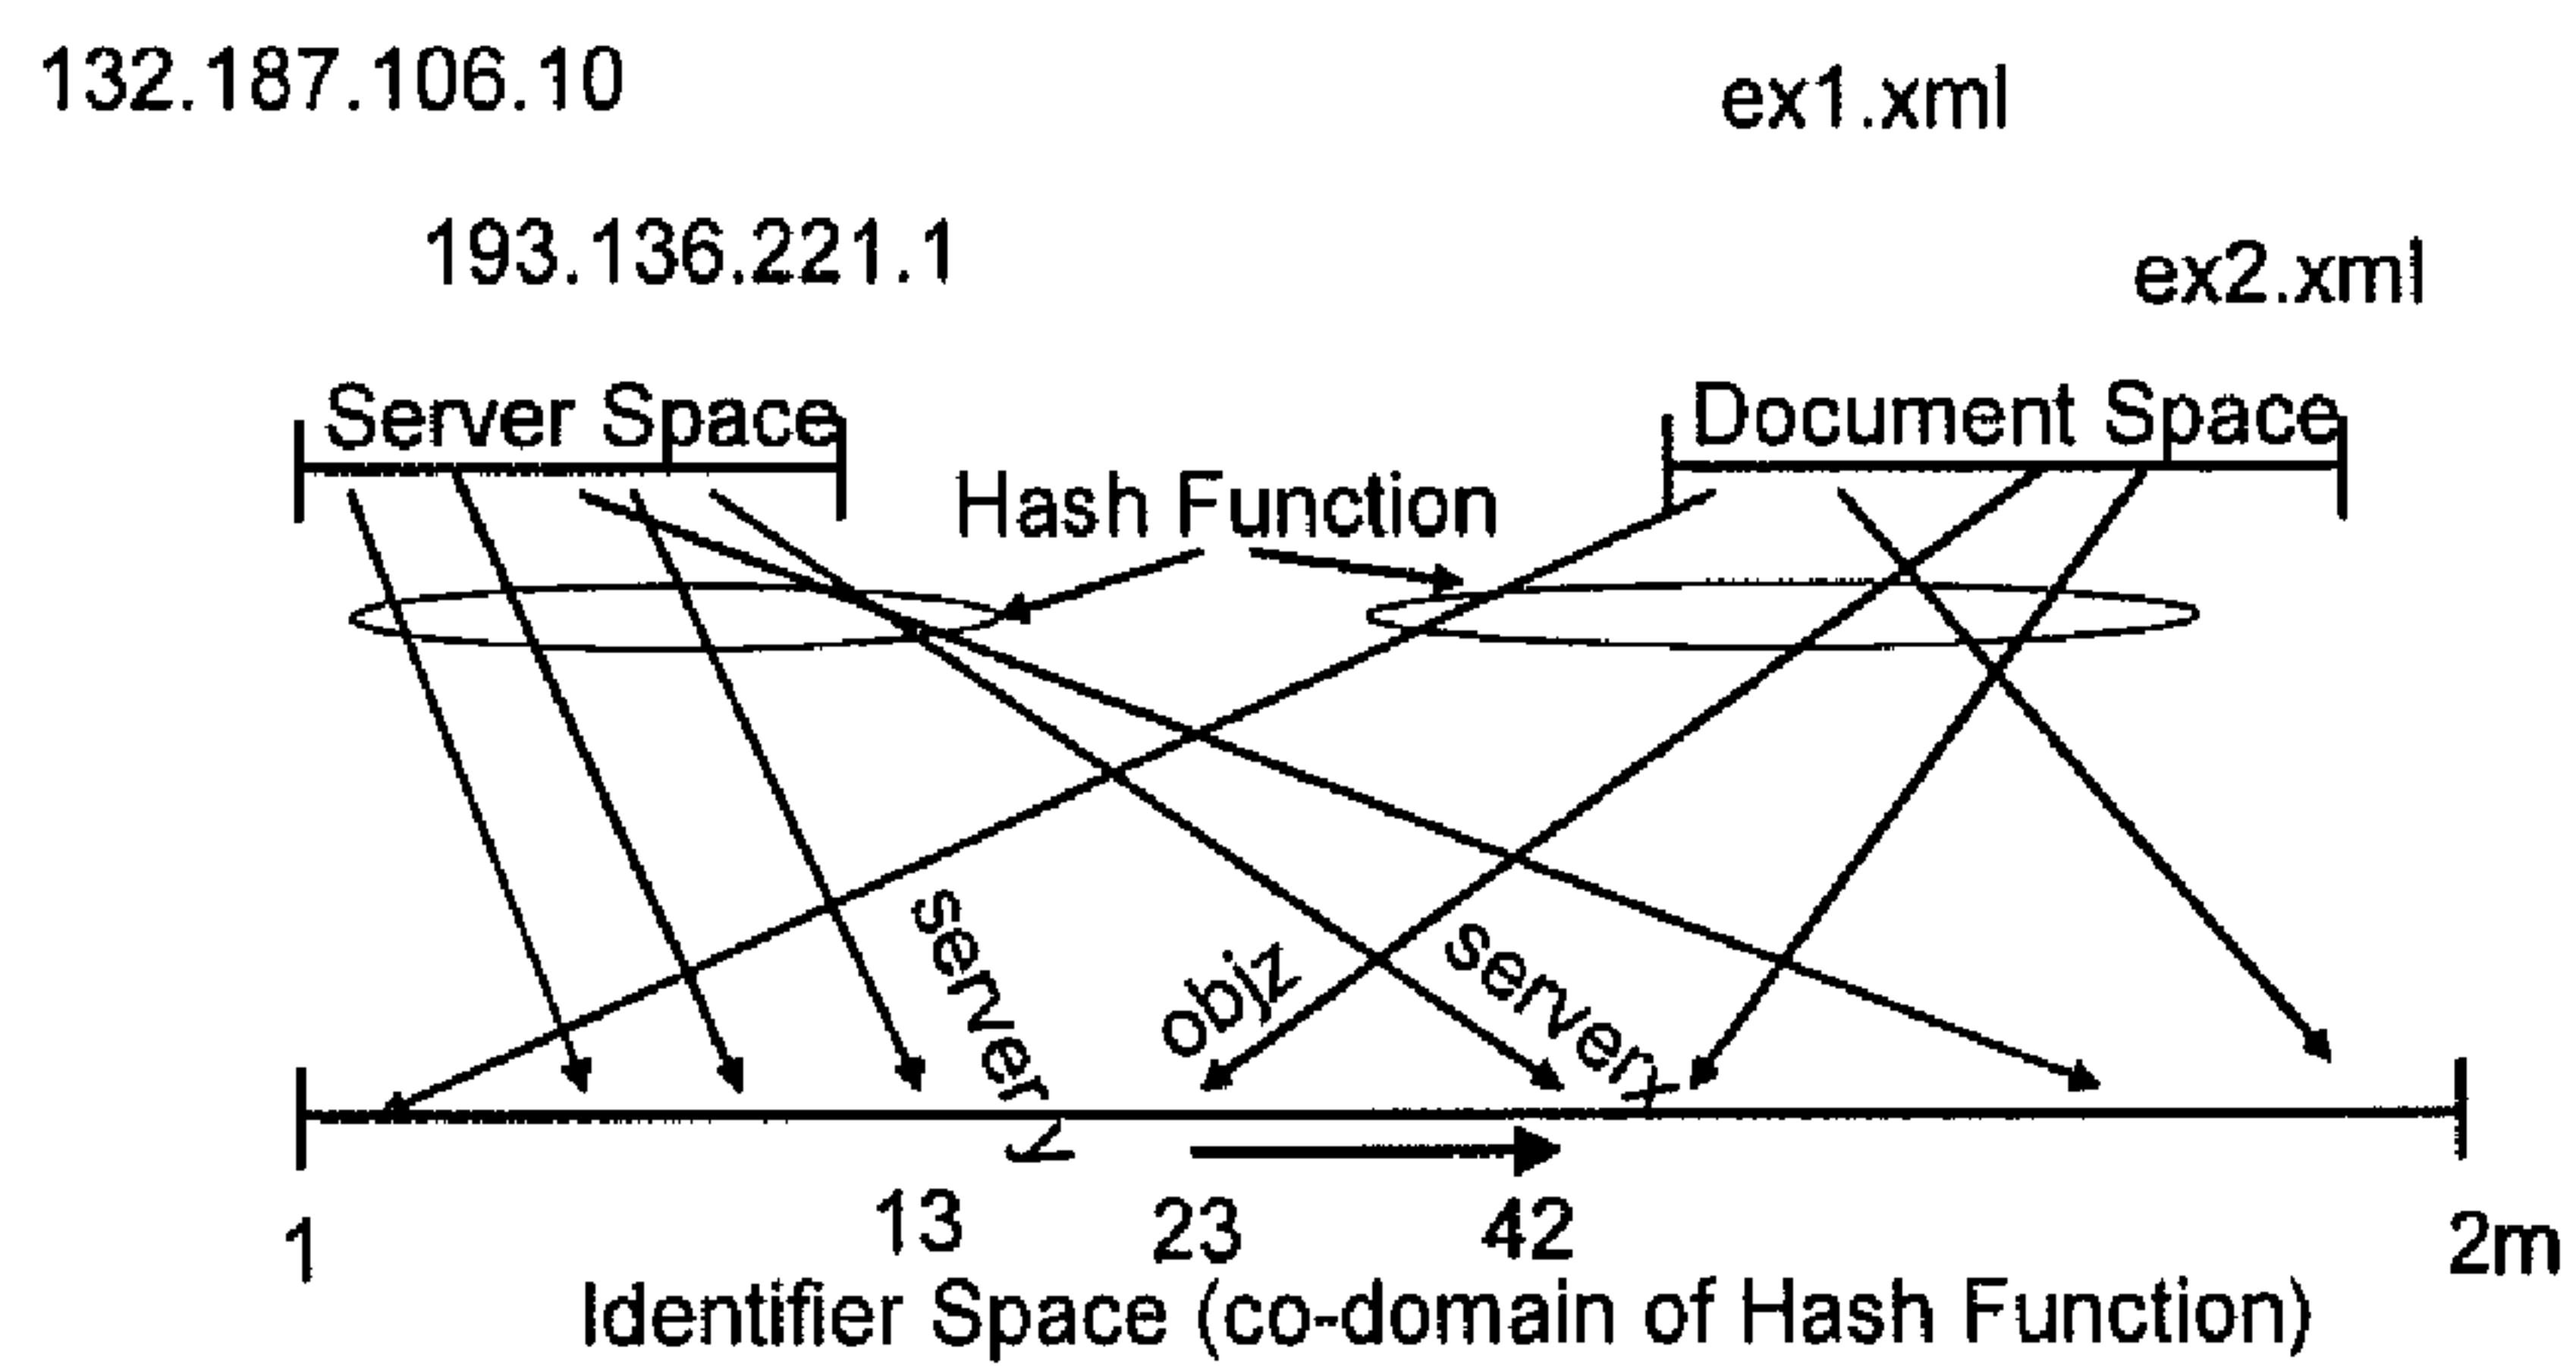 132.187.106.10
ex1.xml
193.136.221.1
ex2.xml
Server Space
Document Space
Hash Function
server y
objz
serverx
1
13
23
42
2m
Identifier Space (co-domain of Hash Function)